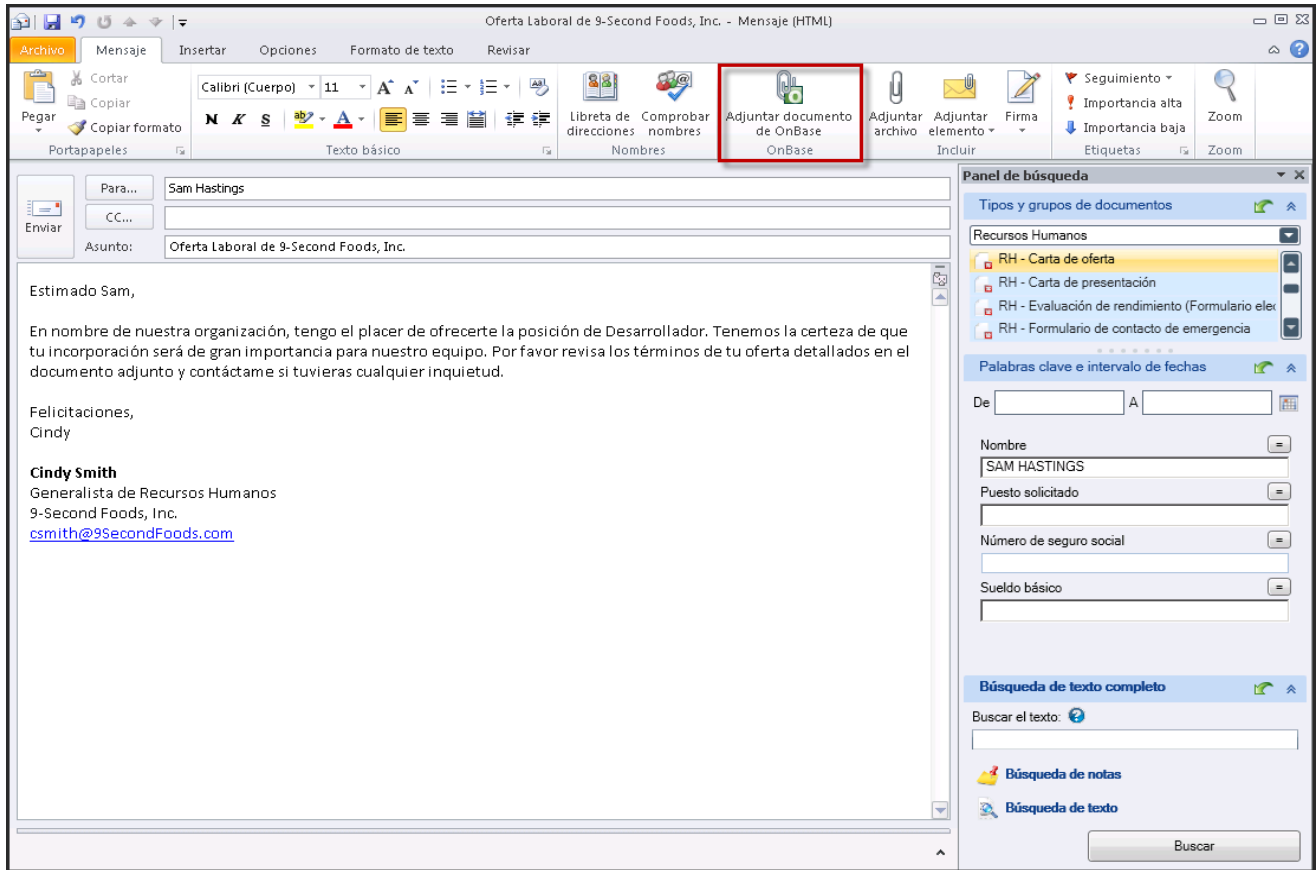 Oferta Laboral de 9-Second Foods, Inc. - Mensaje (HTML)
Archivo Mensaje Insertar Opciones Formato de texto Revisar
Pegar
Cortar
Copiar
Copiar formato
Portapapeles
Calibri (Cuerpo) 11
N K S
Texto básico
Libreta de direcciones
Comprobar nombres
Nombres
Adjuntar documento
de OnBase
OnBase
Adjuntar archivo
Adjuntar elemento
Firma
Incluir
Seguimiento
Importancia alta
Importancia baja
Etiquetas
Zoom
Zoom
Enviar
Para... Sam Hastings
CC...
Asunto: Oferta Laboral de 9-Second Foods, Inc.
Estimado Sam,
En nombre de nuestra organización, tengo el placer de ofrecerte la posición de Desarrollador. Tenemos la certeza de que
tu incorporación será de gran importancia para nuestro equipo. Por favor revisa los términos de tu oferta detallados en el
documento adjunto y contáctame si tuvieras cualquier inquietud.
Felicitaciones,
Cindy
Cindy Smith
Generalista de Recursos Humanos
9-Second Foods, Inc.
csmith@9SecondFoods.com
Panel de búsqueda
Tipos y grupos de documentos
Recursos Humanos
RH - Carta de oferta
RH - Carta de presentación
RH - Evaluación de rendimiento (Formulario elec
RH - Formulario de contacto de emergencia
Palabras clave e intervalo de fechas
De A
Nombre =
SAM HASTINGS
Puesto solicitado =
Número de seguro social =
Sueldo básico =
Búsqueda de texto completo
Buscar el texto:
Búsqueda de notas
Búsqueda de texto
Buscar